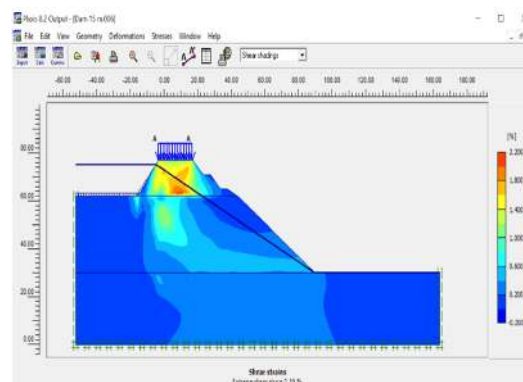 Plaxis 8.2 Output - [Dam-15 m-006]
File Edit View Geometry Deformations Stresses Window Help
Input Calc. Curves
Shear shadings
-60.00 -40.00 -20.00 0.00 20.00 40.00 60.00 80.00 100.00 120.00 140.00 160.00 180.00
80.00
60.00
40.00
20.00
0.00
A A
[%]
2.200
1.800
1.400
1.000
0.600
0.200
-0.200
Shear strains